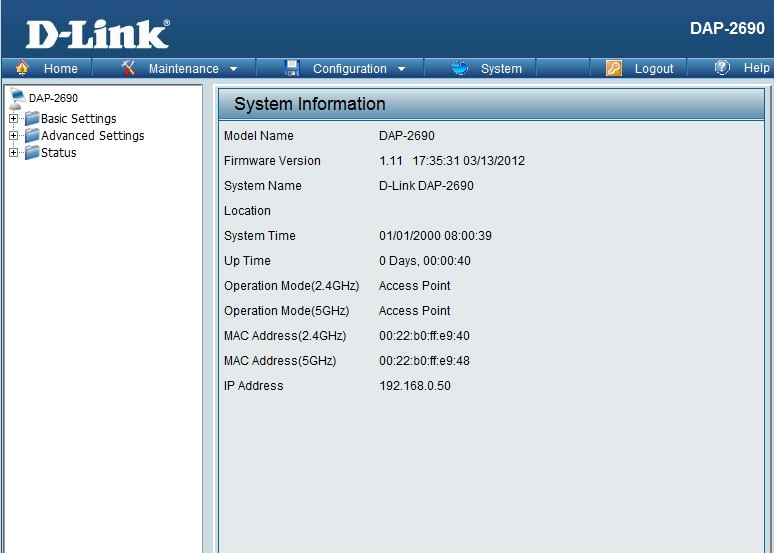 D-Link®
DAP-2690
Home Maintenance Configuration System Logout Help
DAP-2690
Basic Settings
Advanced Settings
Status
System Information
Model Name DAP-2690
Firmware Version 1.11 17:35:31 03/13/2012
System Name D-Link DAP-2690
Location
System Time 01/01/2000 08:00:39
Up Time 0 Days, 00:00:40
Operation Mode(2.4GHz) Access Point
Operation Mode(5GHz) Access Point
MAC Address(2.4GHz) 00:22:b0:ff:e9:40
MAC Address(5GHz) 00:22:b0:ff:e9:48
IP Address 192.168.0.50